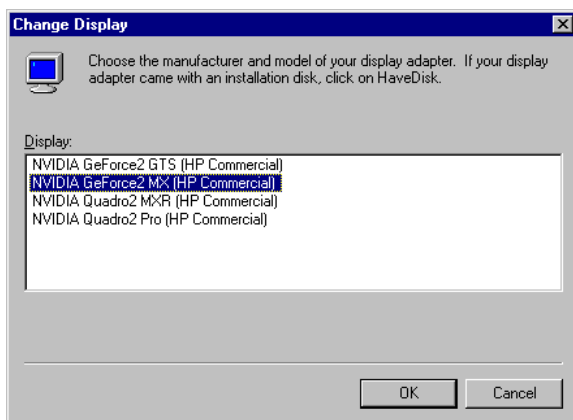 Change Display
Choose the manufacturer and model of your display adapter. If your display
adapter came with an installation disk, click on HaveDisk.
Display:
NVIDIA GeForce2 GTS (HP Commercial)
NVIDIA GeForce2 MX (HP Commercial)
NVIDIA Quadro2 MXR (HP Commercial)
NVIDIA Quadro2 Pro (HP Commercial)
OK
Cancel